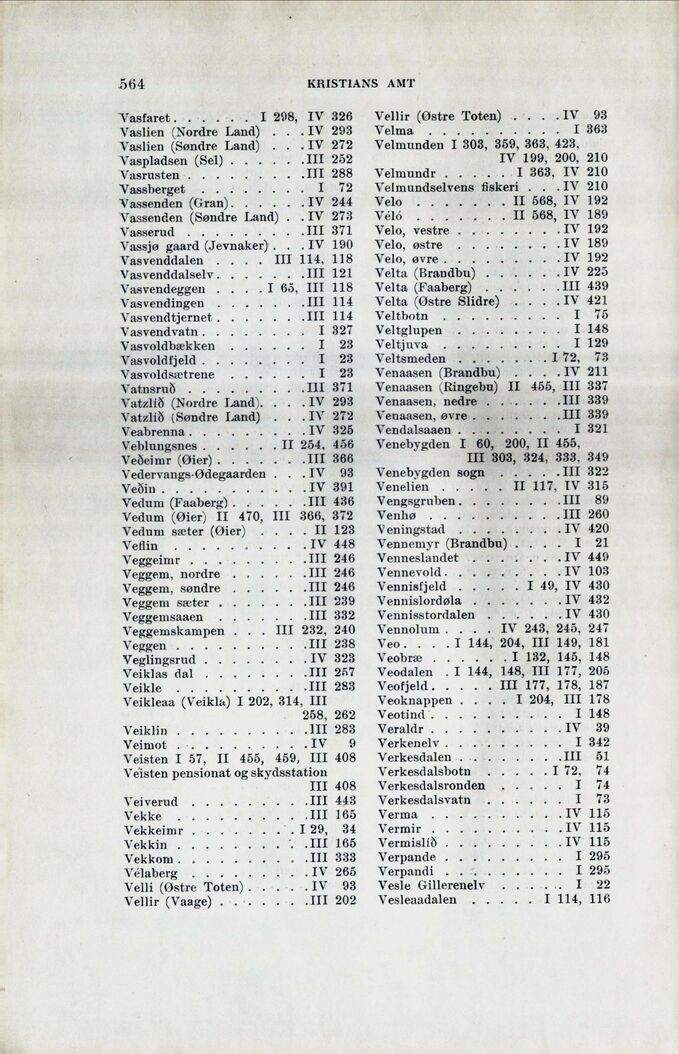 564
KRISTIANS AMT
Vasfaret . . . . . . I 298, IV 326
Vaslien (Nordre Land) . . . IV 293
Vaslien (Søndre Land) . . . IV 272
Vaspladsen (Sel) . . . . . . III 252
Vasrusten . . . . . . . . . III 288
Vassberget . . . . . . . . I 72
Vassenden (Gran) . . . . . . IV 244
Vassenden (Søndre Land) . . IV 273
Vasserud . . . . . . . . . III 371
Vassjø gaard (Jevnaker) . . . IV 190
Vasvenddalen . . . . III 114, 118
Vasvenddalselv . . . . . . . III 121
Vasvendeggen . . . . I 65, III 118
Vasvendingen . . . . . . . III 114
Vasvendtjernet . . . . . . . III 114
Vasvendvatn . . . . . . . . I 327
Vasvoldbækken . . . . . . I 23
Vasvoldfjeld . . . . . . . . I 23
Vasvoldsætrene . . . . . . I 23
Vatnsruð . . . . . . . . . III 371
Vatzlið (Nordre Land) . . . . IV 293
Vatzlið (Søndre Land) . . . IV 272
Veabrenna . . . . . . . . . IV 325
Veblungsnes . . . . . . II 254, 456
Veðeimr (Øier) . . . . . . . III 366
Vedervangs-Ødegaarden . . . IV 93
Veðin . . . . . . . . . . . IV 391
Vedum (Faaberg) . . . . . . III 436
Vedum (Øier) II 470, III 366, 372
Vedum sæter (Øier) . . . . II 123
Veflin . . . . . . . . . . IV 448
Veggeimr . . . . . . . . . III 246
Veggem, nordre . . . . . . III 246
Veggem, søndre . . . . . . III 246
Veggem sæter . . . . . . . III 239
Veggemsaaen . . . . . . . III 332
Veggemskampen . . . III 232, 240
Veggen . . . . . . . . . . III 238
Veglingsrud . . . . . . . . IV 323
Veiklas dal . . . . . . . . III 257
Veikle . . . . . . . . . . III 283
Veikleaa (Veikla) I 202, 314, III
258, 262
Veiklin . . . . . . . . . . III 283
Veimot . . . . . . . . . . IV 9
Veisten I 57, II 455, 459, III 408
Veisten pensionat og skydsstation
III 408
Veiverud . . . . . . . . . III 443
Vekke . . . . . . . . . . III 165
Vekkeimr . . . . . . . . I 29, 34
Vekkin . . . . . . . . . . III 165
Vekkom . . . . . . . . . . III 333
Vélaberg . . . . . . . . . IV 265
Velli (Østre Toten) . . . . . IV 93
Vellir (Vaage) . . . . . . . III 202
Vellir (Østre Toten) . . . . IV 93
Velma . . . . . . . . . . I 363
Velmunden I 303, 359, 363, 423,
IV 199, 200, 210
Velmundr . . . . . I 363, IV 210
Velmundselvens fiskeri . . . IV 210
Velo . . . . . . . II 568, IV 192
Véló . . . . . . . II 568, IV 189
Velo, vestre . . . . . . . . IV 192
Velo, østre . . . . . . . . IV 189
Velo, øvre . . . . . . . . . IV 192
Velta (Brandbu) . . . . . . IV 225
Velta (Faaberg) . . . . . . III 439
Velta (Østre Slidre) . . . . IV 421
Veltbotn . . . . . . . . . I 75
Veltglupen . . . . . . . . I 148
Veltjuva . . . . . . . . . I 129
Veltsmeden . . . . . . . I 72, 73
Venaasen (Brandbu) . . . . IV 211
Venaasen (Ringebu) II 455, III 337
Venaasen, nedre . . . . . . III 339
Venaasen, øvre . . . . . . . III 339
Vendalsaaen . . . . . . . . I 321
Venebygden I 60, 200, II 455,
III 303, 324, 333, 349
Venebygden sogn . . . . . III 322
Venelien . . . . . II 117, IV 315
Vengsgruben . . . . . . . . III 89
Venhø . . . . . . . . . . III 260
Veningstad . . . . . . . . IV 420
Vennemyr (Brandbu) . . . . I 21
Venneslandet . . . . . . . IV 449
Vennevold . . . . . . . . . IV 103
Vennisfjeld . . . . . I 49, IV 430
Vennislordøla . . . . . . . IV 432
Vennisstordalen . . . . . . IV 430
Vennolum . . . . IV 243, 245, 247
Veo . . . . I 144, 204, III 149, 181
Veobræ . . . . . . I 132, 145, 148
Veodalen . I 144, 148, III 177, 205
Veofjeld . . . . . III 177, 178, 187
Veoknappen . . . . I 204, III 178
Veotind . . . . . . . . . . I 148
Veraldr . . . . . . . . . . IV 39
Verkenelv . . . . . . . . . I 342
Verkesdalen . . . . . . . . III 51
Verkesdalsbotn . . . . . I 72, 74
Verkesdalsronden . . . . . I 74
Verkesdalsvatn . . . . . . I 73
Verma . . . . . . . . . . IV 115
Vermir . . . . . . . . . . IV 115
Vermislið . . . . . . . . . IV 115
Verpande . . . . . . . . . I 295
Verpandi . . . . . . . . . I 295
Vesle Gillerenelv . . . . . . I 22
Vesleaadalen . . . . . I 114, 116